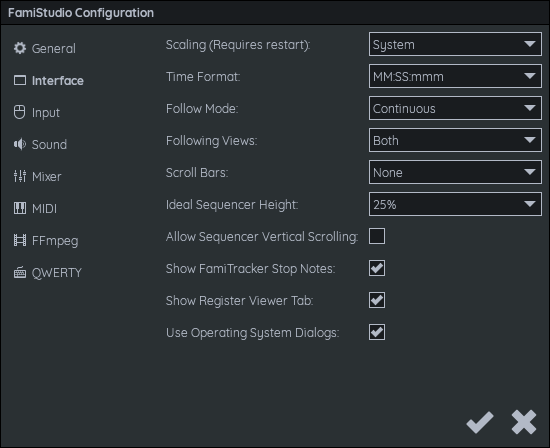 FamiStudio Configuration
General
Interface
Input
Sound
Mixer
MIDI
FFmpeg
QWERTY
Scaling (Requires restart): System
Time Format: MM:SS:mmm
Follow Mode: Continuous
Following Views: Both
Scroll Bars: None
Ideal Sequencer Height: 25%
Allow Sequencer Vertical Scrolling:
Show FamiTracker Stop Notes:
Show Register Viewer Tab:
Use Operating System Dialogs: